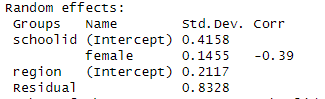 Random effects:
Groups Name Std.Dev. Corr
schoolid (Intercept) 0.4158
female 0.1455 -0.39
region (Intercept) 0.2117
Residual 0.8328